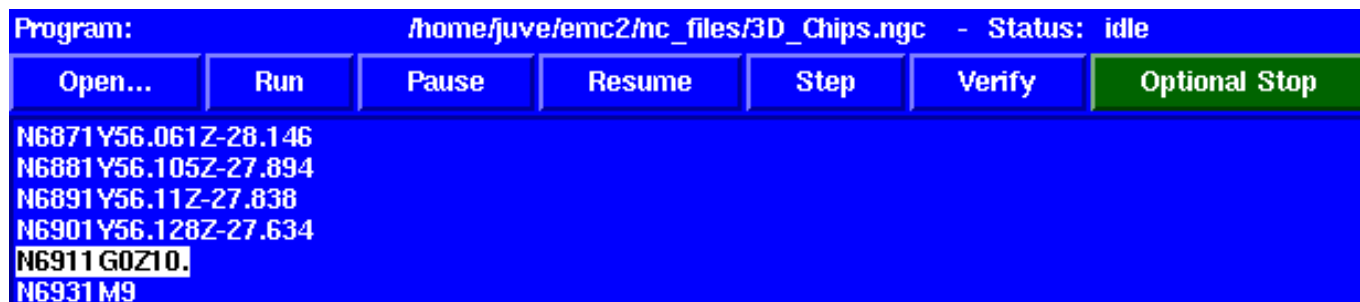 Program: /home/juve/emc2/nc_files/3D_Chips.ngc - Status: idle
Open... Run Pause Resume Step Verify Optional Stop
N6871Y56.061Z-28.146
N6881Y56.105Z-27.894
N6891Y56.11Z-27.838
N6901Y56.128Z-27.634
N6911G0Z10.
N6931M9